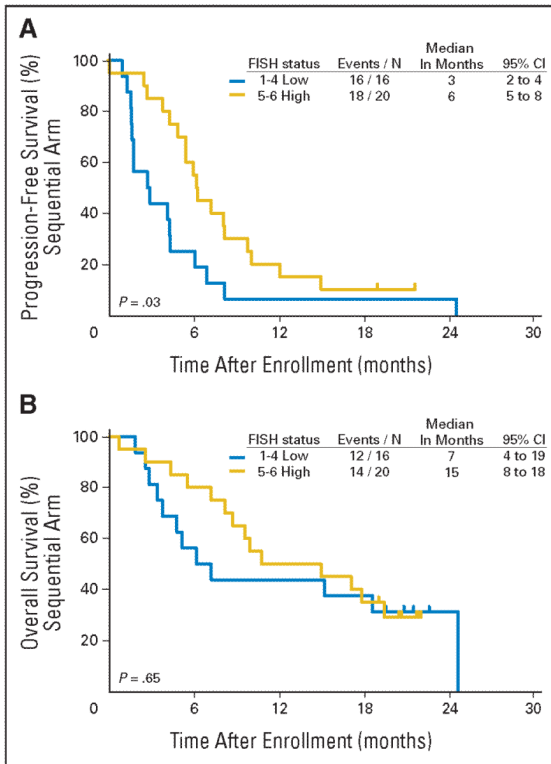 A
Median
FISH status Events / N In Months 95% CI
1-4 Low 16 / 16 3 2 to 4
5-6 High 18 / 20 6 5 to 8
100
80
60
40
20
Progression-Free Survival (%)
Sequential Arm
P = .03
0 6 12 18 24 30
Time After Enrollment (months)
B
Median
FISH status Events / N In Months 95% CI
1-4 Low 12 / 16 7 4 to 19
5-6 High 14 / 20 15 8 to 18
100
80
60
40
20
Overall Survival (%)
Sequential Arm
P = .65
0 6 12 18 24 30
Time After Enrollment (months)